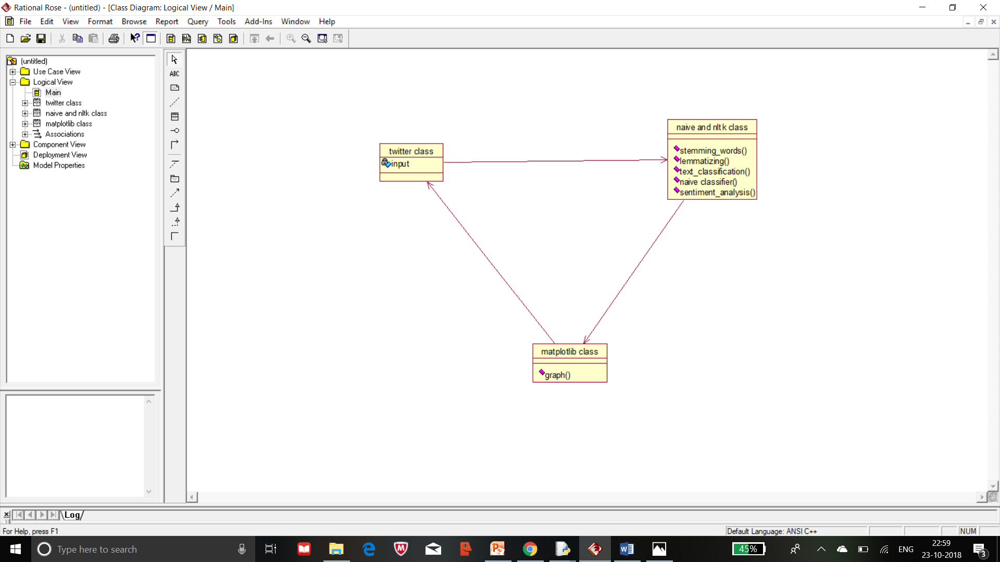 Rational Rose - (untitled) - [Class Diagram: Logical View / Main]
File Edit View Format Browse Report Query Tools Add-Ins Window Help
(untitled)
Use Case View
Logical View
Main
twitter class
naive and nltk class
matplotlib class
Associations
Component View
Deployment View
Model Properties
ABC
twitter class
input
naive and nltk class
stemming_words()
lemmatizing()
text_classification()
naive classifier()
sentiment_analysis()
matplotlib class
graph()
Log
For Help, press F1
Default Language: ANSI C++
NUM
Type here to search
45%
ENG
22:59
23-10-2018
3